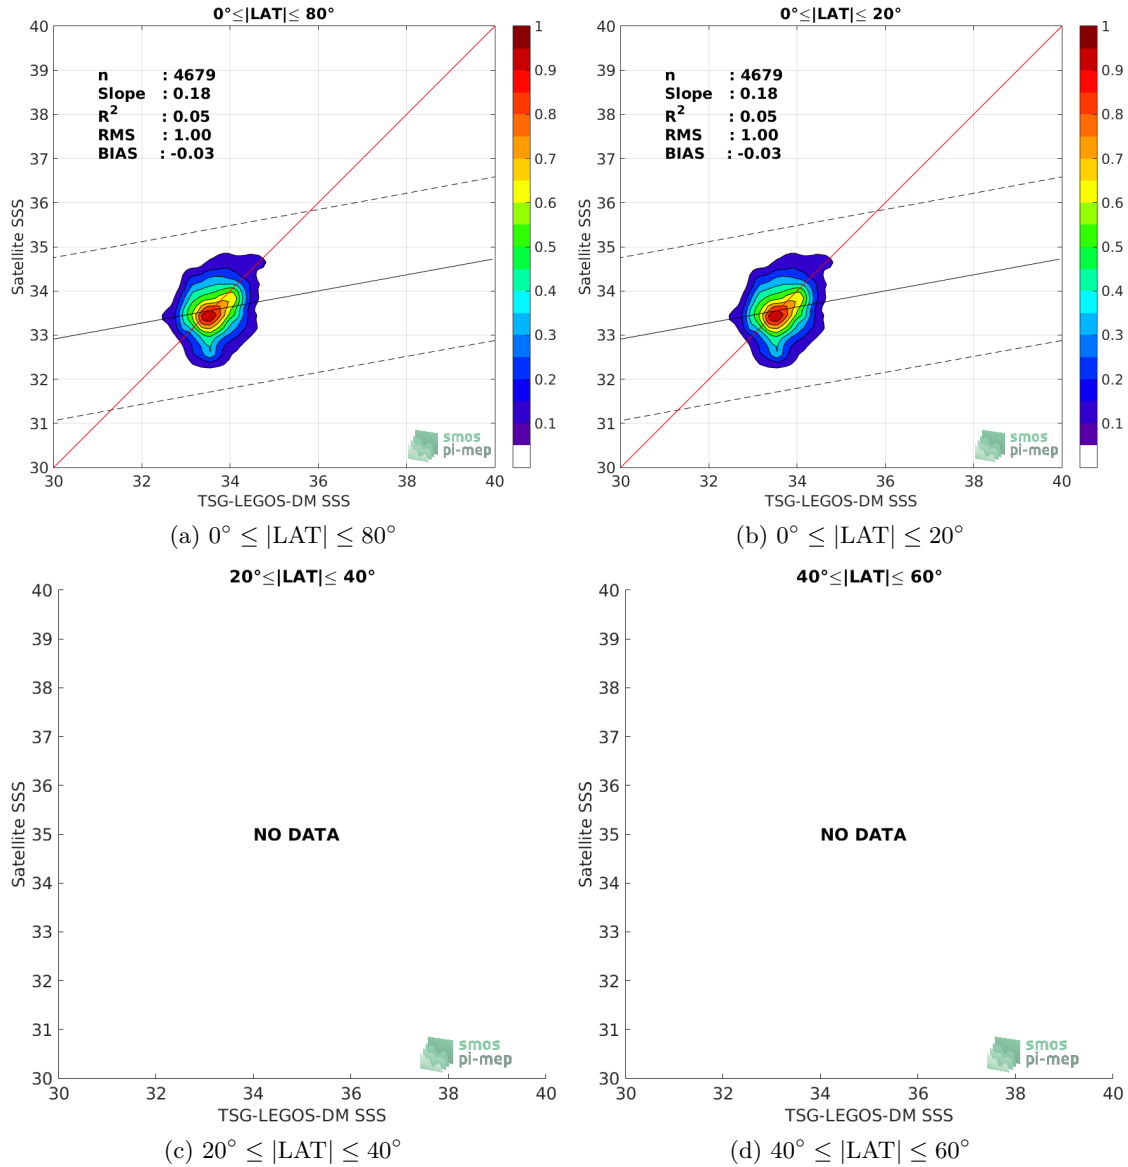 0°≤|LAT|≤ 80°
40
39
38
37
36
35
34
33
32
31
30
Satellite SSS
n : 4679
Slope : 0.18
R² : 0.05
RMS : 1.00
BIAS : -0.03
smos
pi-mep
30 32 34 36 38 40
TSG-LEGOS-DM SSS
1
0.9
0.8
0.7
0.6
0.5
0.4
0.3
0.2
0.1
(a) 0° ≤ |LAT| ≤ 80°
0°≤|LAT|≤ 20°
40
39
38
37
36
35
34
33
32
31
30
Satellite SSS
n : 4679
Slope : 0.18
R² : 0.05
RMS : 1.00
BIAS : -0.03
smos
pi-mep
30 32 34 36 38 40
TSG-LEGOS-DM SSS
1
0.9
0.8
0.7
0.6
0.5
0.4
0.3
0.2
0.1
(b) 0° ≤ |LAT| ≤ 20°
20°≤|LAT|≤ 40°
40
39
38
37
36
35
34
33
32
31
30
Satellite SSS
NO DATA
smos
pi-mep
30 32 34 36 38 40
TSG-LEGOS-DM SSS
(c) 20° ≤ |LAT| ≤ 40°
40°≤|LAT|≤ 60°
40
39
38
37
36
35
34
33
32
31
30
Satellite SSS
NO DATA
smos
pi-mep
30 32 34 36 38 40
TSG-LEGOS-DM SSS
(d) 40° ≤ |LAT| ≤ 60°